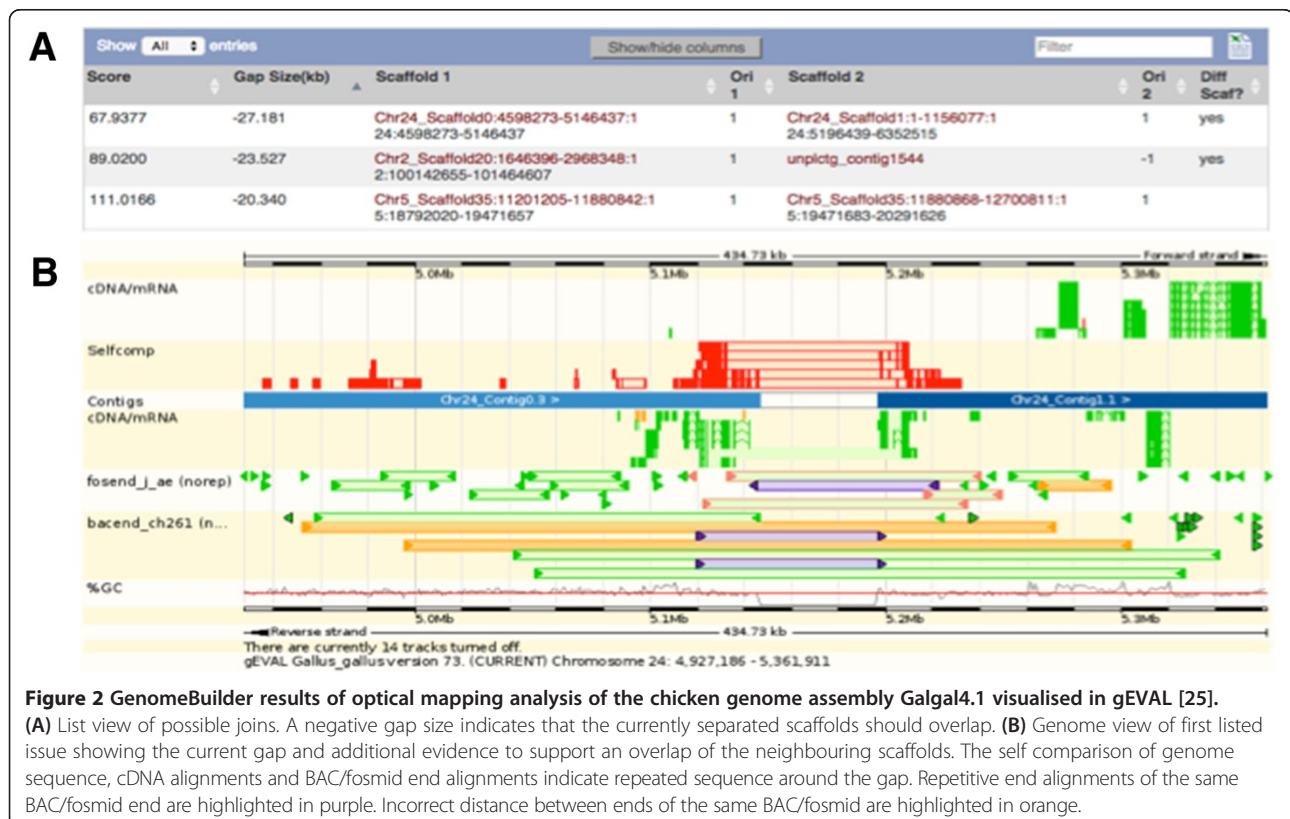 A
Show All entries
Show/hide columns
Filter
Score Gap Size(kb) Scaffold 1 Ori 1 Scaffold 2 Ori 2 Diff Scaf?
67.9377 -27.181 Chr24_Scaffold0:4598273-5146437:1 1 Chr24_Scaffold1:1-1156077:1 1 yes
24:4598273-5146437 24:5196439-6352515
89.0200 -23.527 Chr2_Scaffold20:1646396-2968348:1 1 unplctg_contig1544 -1 yes
2:100142655-101464607
111.0166 -20.340 Chr5_Scaffold35:11201205-11880842:1 1 Chr5_Scaffold35:11880868-12700811:1 1
5:18792020-19471657 5:19471683-20291626
B
434.73 kb Forward strand
5.0Mb 5.1Mb 5.2Mb 5.3Mb
cDNA/mRNA
Selfcomp
Contigs Chr24_Contig0.3 > Chr24_Contig1.1 >
cDNA/mRNA
fosend_j_ae (norep)
bacend_ch261 (n...
%GC
5.0Mb 5.1Mb 5.2Mb 5.3Mb
Reverse strand 434.73 kb
There are currently 14 tracks turned off.
gEVAL Gallus_gallus version 73. (CURRENT) Chromosome 24: 4,927,186 - 5,361,911
Figure 2 GenomeBuilder results of optical mapping analysis of the chicken genome assembly Galgal4.1 visualised in gEVAL [25].
(A) List view of possible joins. A negative gap size indicates that the currently separated scaffolds should overlap. (B) Genome view of first listed
issue showing the current gap and additional evidence to support an overlap of the neighbouring scaffolds. The self comparison of genome
sequence, cDNA alignments and BAC/fosmid end alignments indicate repeated sequence around the gap. Repetitive end alignments of the same
BAC/fosmid end are highlighted in purple. Incorrect distance between ends of the same BAC/fosmid are highlighted in orange.